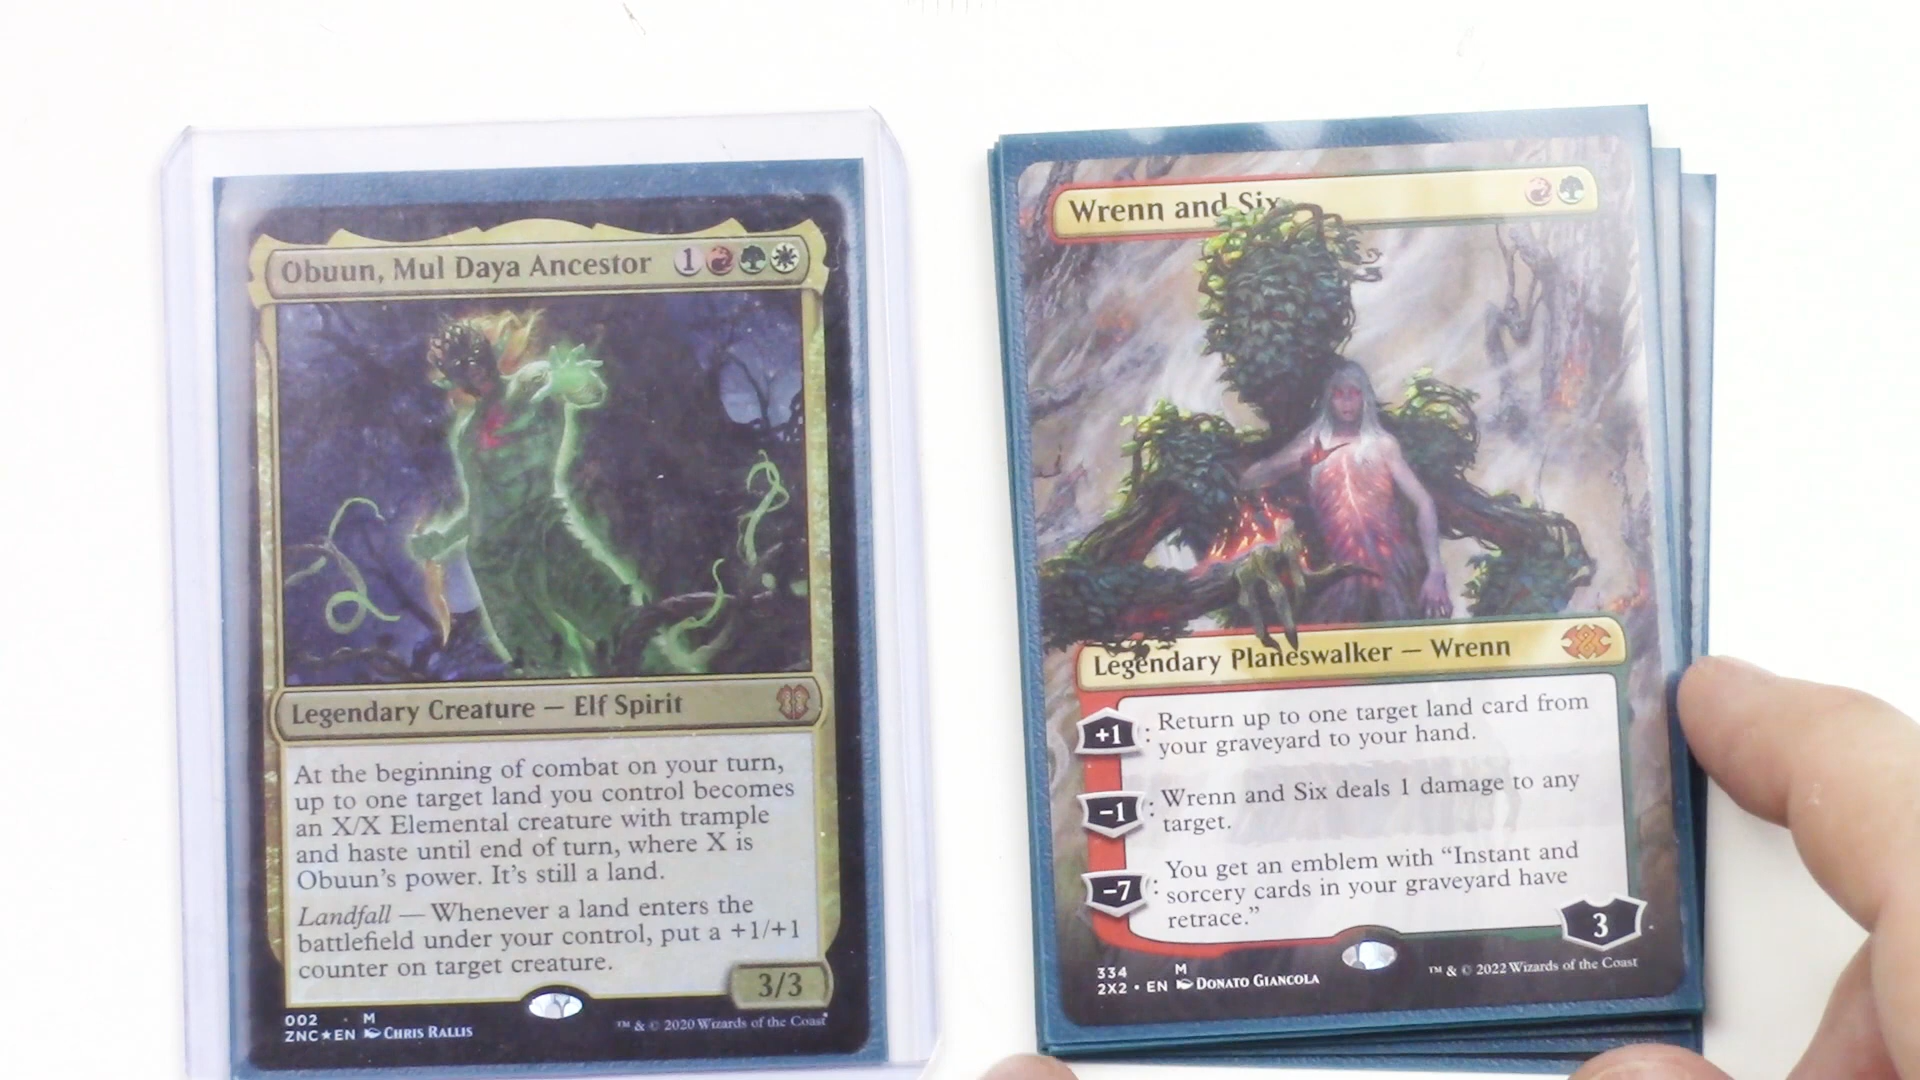 Obuun, Mul Daya Ancestor 1
Legendary Creature — Elf Spirit
At the beginning of combat on your turn,
up to one target land you control becomes
an X/X Elemental creature with trample
and haste until end of turn, where X is
Obuun's power. It's still a land.
Landfall — Whenever a land enters the
battlefield under your control, put a +1/+1
counter on target creature.
3/3
002 M
ZNC★EN Chris Rallis
™ & © 2020 Wizards of the Coast
Wrenn and Six
Legendary Planeswalker — Wrenn
+1: Return up to one target land card from
your graveyard to your hand.
−1: Wrenn and Six deals 1 damage to any
target.
−7: You get an emblem with “Instant and
sorcery cards in your graveyard have
retrace.”
3
334 M
2X2 • EN Donato Giancola
™ & © 2022 Wizards of the Coast